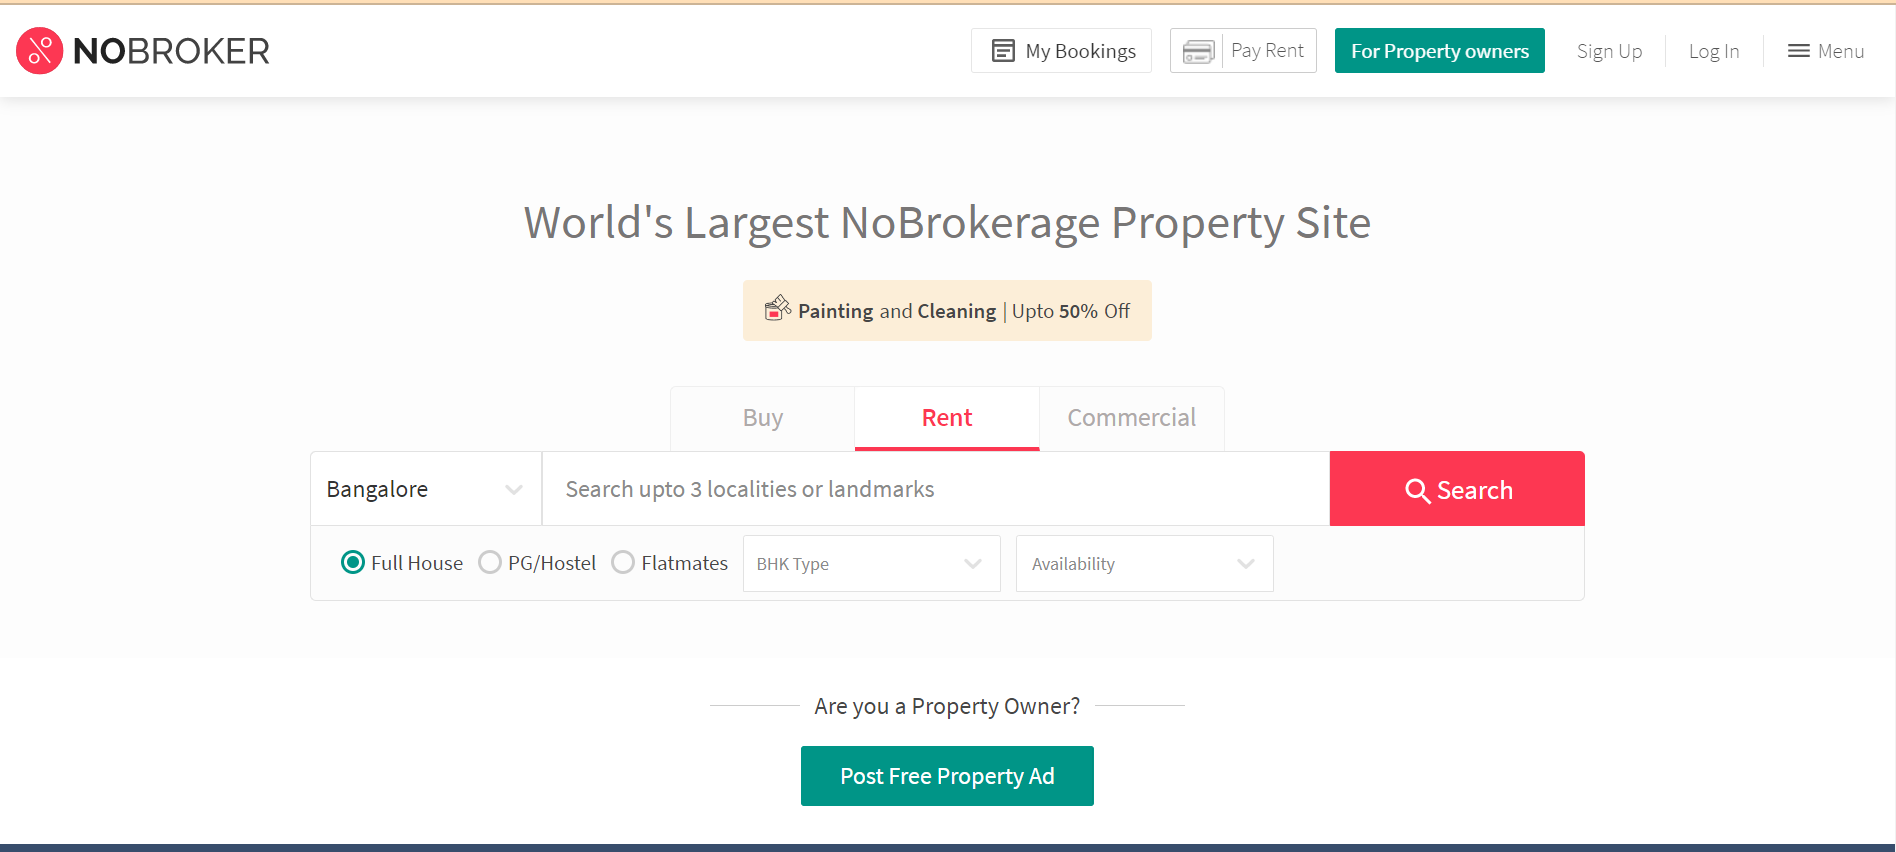 NOBROKER
My Bookings
Pay Rent
For Property owners
Sign Up
Log In
Menu
World's Largest NoBrokerage Property Site
Painting and Cleaning | Upto 50% Off
Buy
Rent
Commercial
Bangalore
Search upto 3 localities or landmarks
Search
Full House
PG/Hostel
Flatmates
BHK Type
Availability
Are you a Property Owner?
Post Free Property Ad